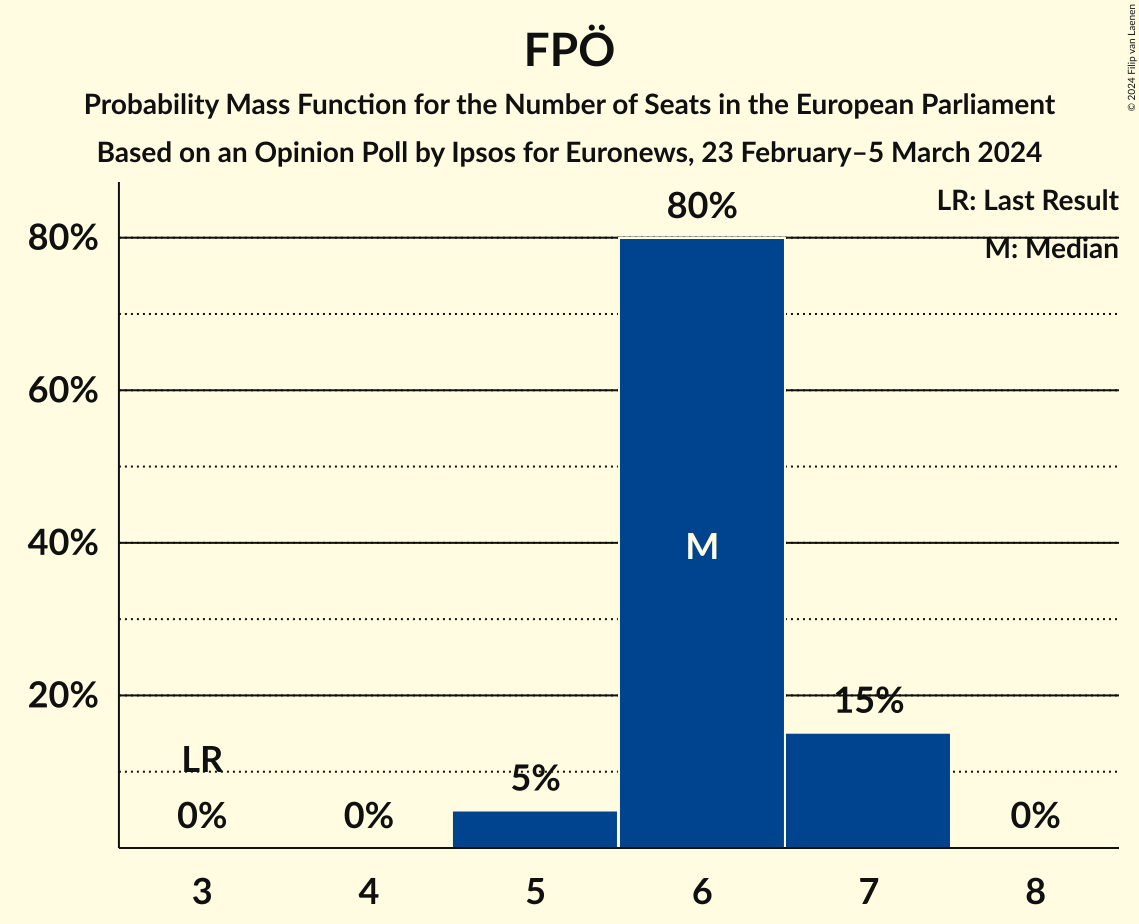 FPÖ
Probability Mass Function for the Number of Seats in the European Parliament
Based on an Opinion Poll by Ipsos for Euronews, 23 February–5 March 2024
© 2024 Filip van Laenen
LR: Last Result
M: Median
80%
60%
40%
20%
LR
0%
0%
5%
80%
M
15%
0%
3 4 5 6 7 8